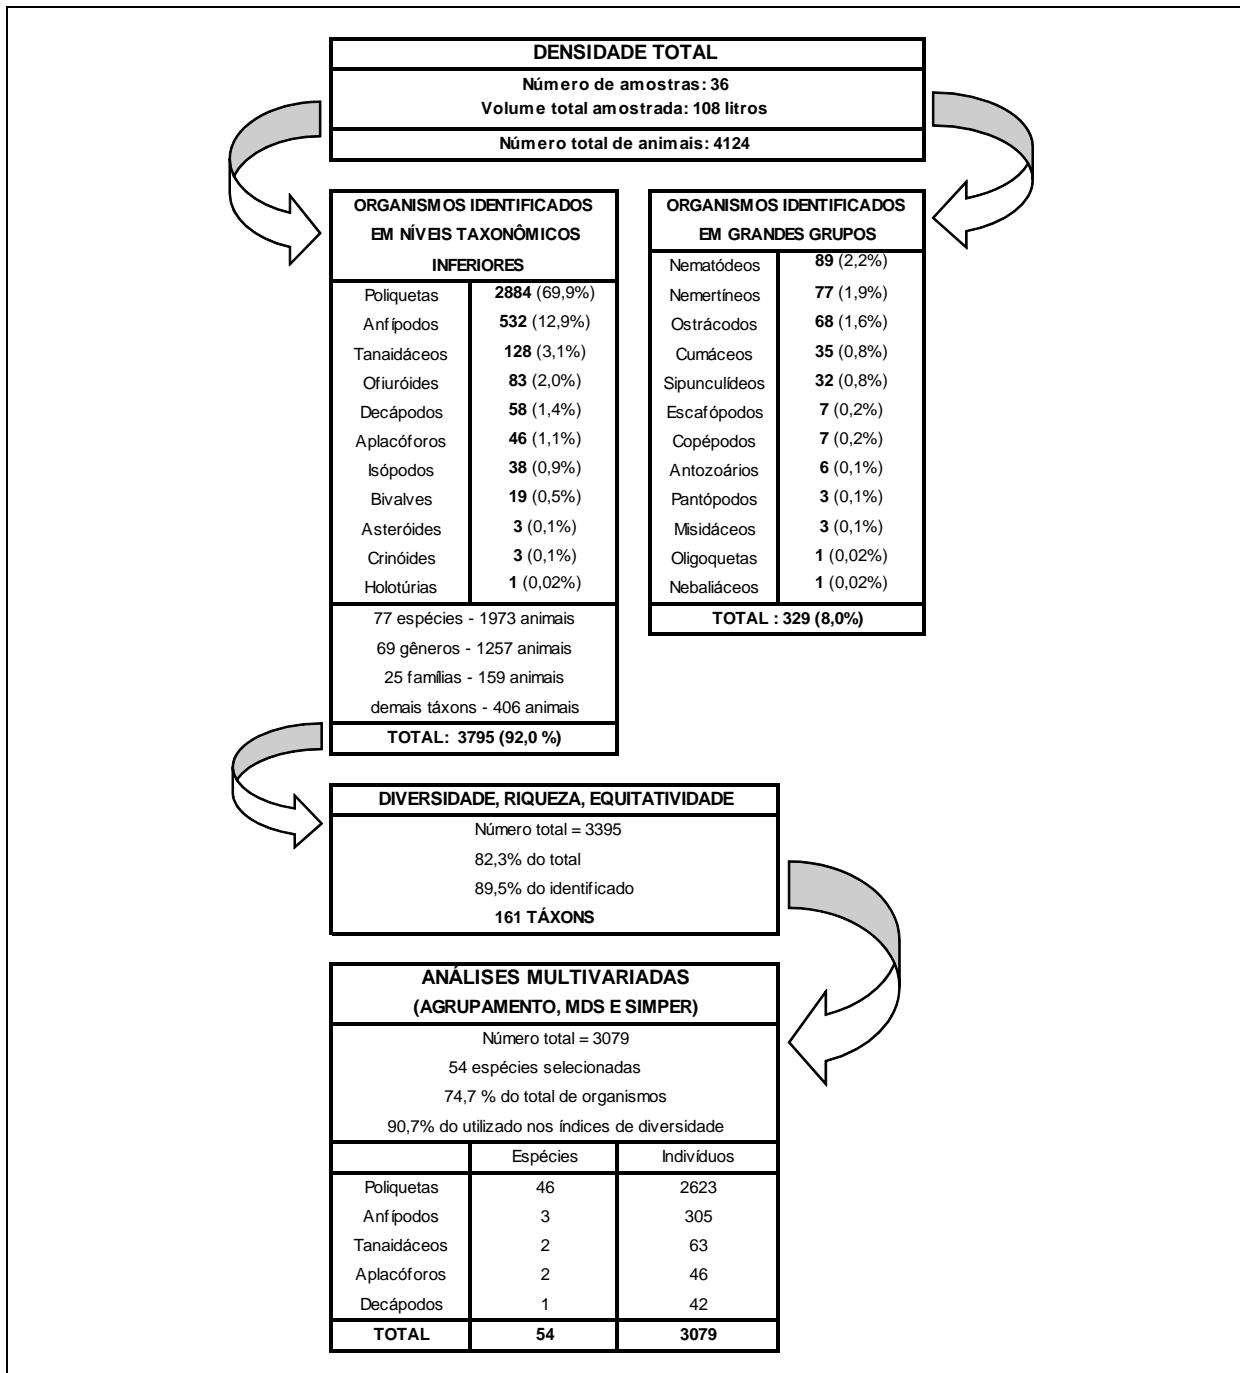 DENSIDADE TOTAL
Número de amostras: 36
Volume total amostrada: 108 litros
Número total de animais: 4124
ORGANISMOS IDENTIFICADOS
EM NÍVEIS TAXONÔMICOS
INFERIORES
Poliquetas 2884 (69,9%)
Anfípodos 532 (12,9%)
Tanaidáceos 128 (3,1%)
Ofiuróides 83 (2,0%)
Decápodos 58 (1,4%)
Aplacóforos 46 (1,1%)
Isópodos 38 (0,9%)
Bivalves 19 (0,5%)
Asteróides 3 (0,1%)
Crinóides 3 (0,1%)
Holotúrias 1 (0,02%)
77 espécies - 1973 animais
69 gêneros - 1257 animais
25 famílias - 159 animais
demais táxons - 406 animais
TOTAL: 3795 (92,0 %)
ORGANISMOS IDENTIFICADOS
EM GRANDES GRUPOS
Nematódeos 89 (2,2%)
Nemertíneos 77 (1,9%)
Ostrácodos 68 (1,6%)
Cumáceos 35 (0,8%)
Sipunculídeos 32 (0,8%)
Escafópodos 7 (0,2%)
Copépodos 7 (0,2%)
Antozoários 6 (0,1%)
Pantópodos 3 (0,1%)
Misidáceos 3 (0,1%)
Oligoquetas 1 (0,02%)
Nebaliáceos 1 (0,02%)
TOTAL : 329 (8,0%)
DIVERSIDADE, RIQUEZA, EQUITATIVIDADE
Número total = 3395
82,3% do total
89,5% do identificado
161 TÁXONS
ANÁLISES MULTIVARIADAS
(AGRUPAMENTO, MDS E SIMPER)
Número total = 3079
54 espécies selecionadas
74,7 % do total de organismos
90,7% do utilizado nos índices de diversidade
Espécies Indivíduos
Poliquetas 46 2623
Anfípodos 3 305
Tanaidáceos 2 63
Aplacóforos 2 46
Decápodos 1 42
TOTAL 54 3079